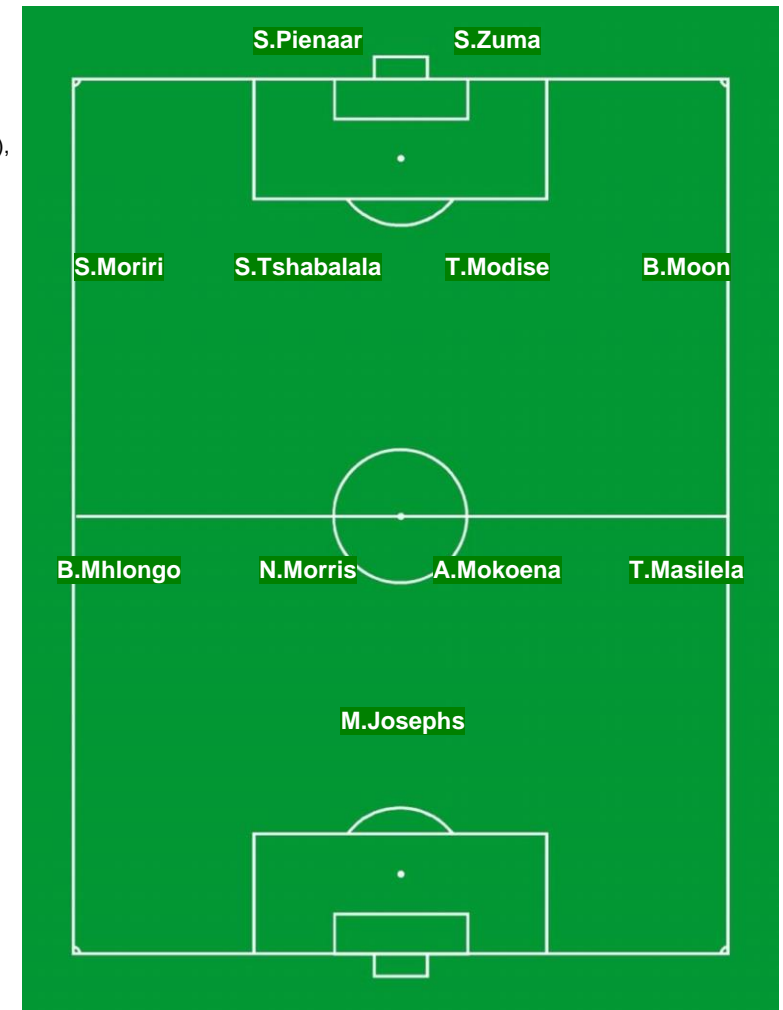 S.Pienaar S.Zuma
),
S.Moriri S.Tshabalala T.Modise B.Moon
B.Mhlongo N.Morris A.Mokoena T.Masilela
M.Josephs